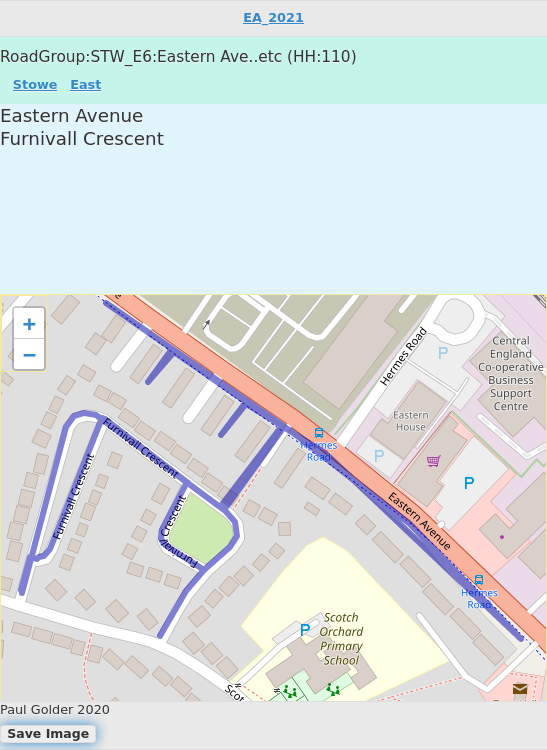 EA_2021
RoadGroup:STW_E6:Eastern Ave..etc (HH:110)
Stowe East
Eastern Avenue
Furnivall Crescent
+
−
Hermes Road
P
Central
England
Co-operative
Business
Support
Centre
Eastern
House
Hermes
Road
P
P
Furnivall Crescent
Furnivall Crescent
Crescent
Eastern Avenue
Hermes
Road
P
Scotch
Orchard
Primary
School
Scot
Paul Golder 2020
Save Image